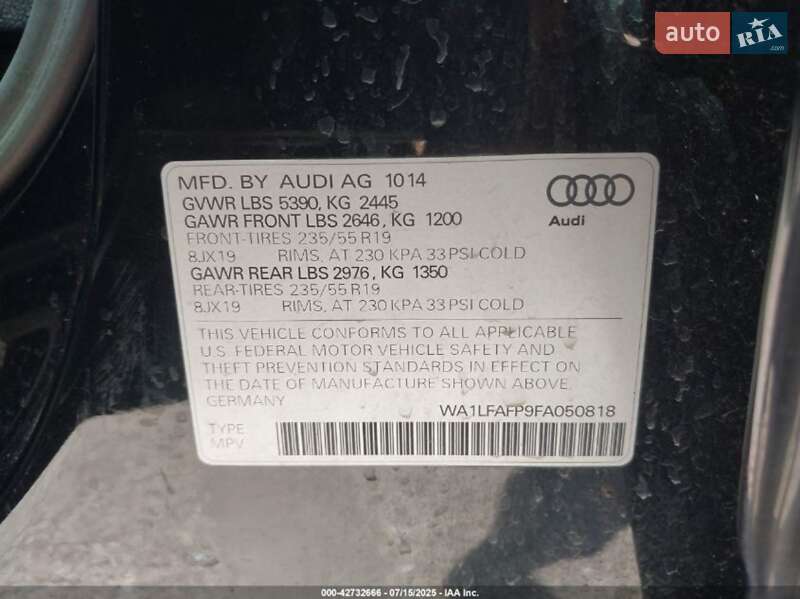 auto RIA.com
MFD. BY AUDI AG 1014
GVWR LBS 5390, KG 2445
GAWR FRONT LBS 2646, KG 1200
FRONT-TIRES 235/55 R19
8JX19 RIMS, AT 230 KPA 33 PSI COLD
GAWR REAR LBS 2976, KG 1350
REAR-TIRES 235/55 R19
8JX19 RIMS, AT 230 KPA 33 PSI COLD
Audi
THIS VEHICLE CONFORMS TO ALL APPLICABLE
U.S. FEDERAL MOTOR VEHICLE SAFETY AND
THEFT PREVENTION STANDARDS IN EFFECT ON
THE DATE OF MANUFACTURE SHOWN ABOVE.
GERMANY
WA1LFAFP9FA050818
TYPE
MPV
000-42732666 - 07/15/2025 - IAA Inc.